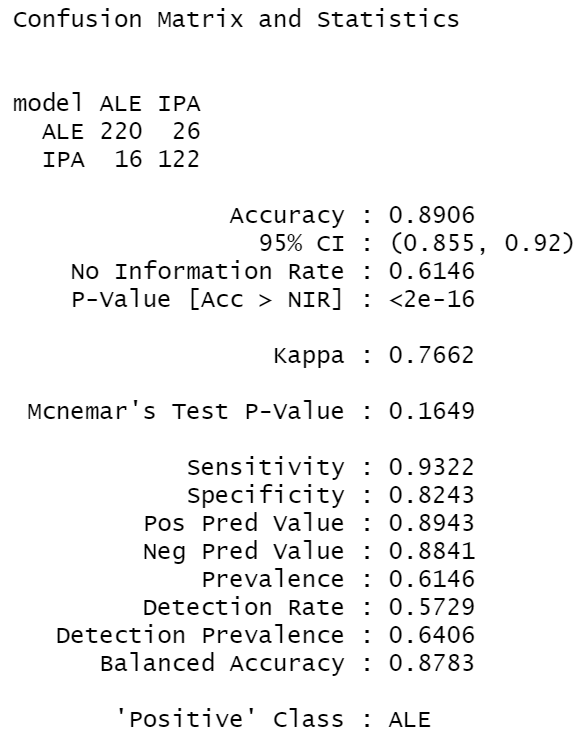 Confusion Matrix and Statistics
model ALE IPA
ALE 220 26
IPA 16 122
Accuracy : 0.8906
95% CI : (0.855, 0.92)
No Information Rate : 0.6146
P-Value [Acc > NIR] : <2e-16
Kappa : 0.7662
Mcnemar's Test P-Value : 0.1649
Sensitivity : 0.9322
Specificity : 0.8243
Pos Pred Value : 0.8943
Neg Pred Value : 0.8841
Prevalence : 0.6146
Detection Rate : 0.5729
Detection Prevalence : 0.6406
Balanced Accuracy : 0.8783
'Positive' Class : ALE